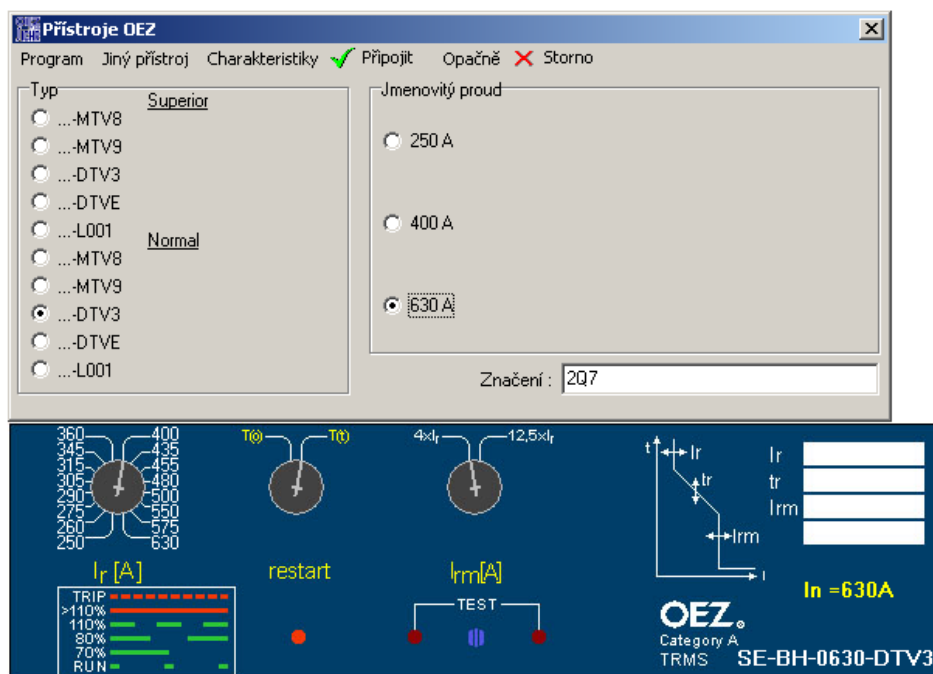 Přístroje OEZ
Program Jiný přístroj Charakteristiky Připojit Opačně Storno
Typ
Superior
...-MTV8
...-MTV9
...-DTV3
...-DTVE
...-L001
Normal
...-MTV8
...-MTV9
...-DTV3
...-DTVE
...-L001
Jmenovitý proud
250 A
400 A
630 A
Značení : 2Q7
360 400
345 435
315 455
305 480
290 500
275 550
260 575
250 630
Ir [A]
T(o) T(t)
restart
4xIr 12,5xIr
Irm[A]
TEST
TRIP
>110%
110%
80%
70%
RUN
t Ir
tr
Irm
I
Ir
tr
Irm
In =630A
OEZ
Category A
TRMS SE-BH-0630-DTV3